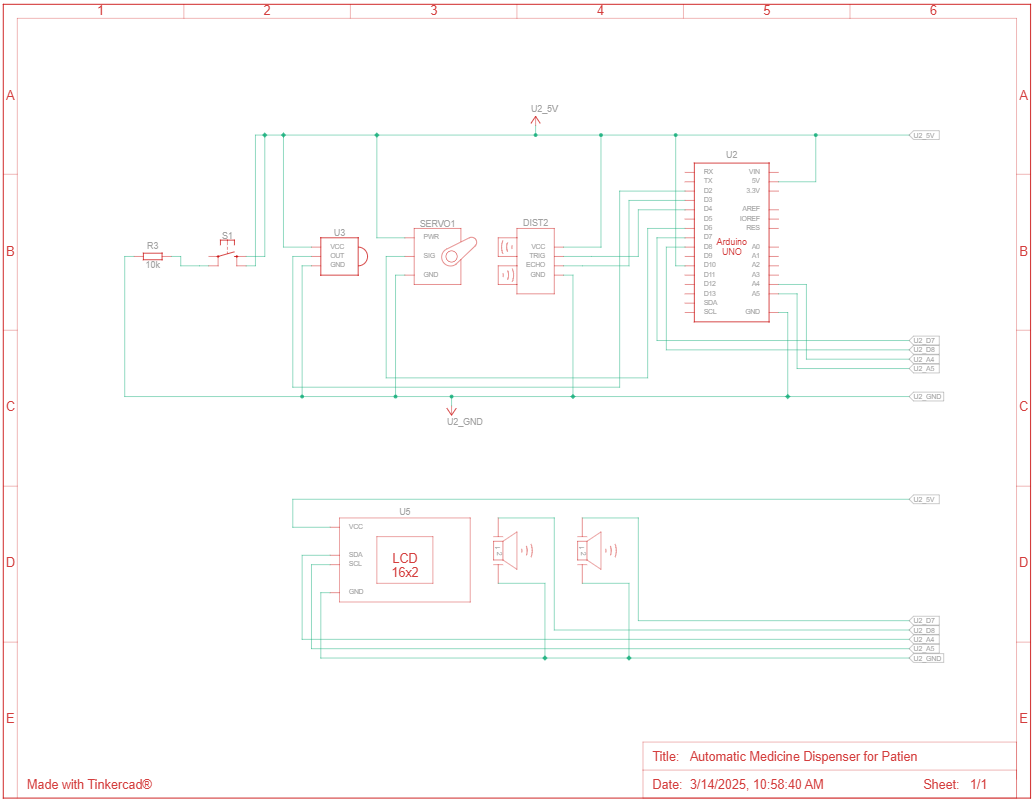 1 2 3 4 5 6
A A
U2_5V
U2_5V
U2
RX VIN
TX 5V
D2 3.3V
D3
D4 AREF
D5 IOREF
D6 RES
D7
D8 A0
D9 A1
D10 A2
D11 A3
D12 A4
D13 A5
SDA
SCL GND
Arduino
UNO
B B
R3
10k
S1
U3
VCC
OUT
GND
SERVO1
PWR
SIG
GND
DIST2
VCC
TRIG
ECHO
GND
U2_D7
U2_D8
U2_A4
U2_A5
U2_GND
C C
U2_GND
U2_5V
U5
VCC
SDA
SCL
GND
LCD
16x2
1 2
1 2
D D
U2_D7
U2_D8
U2_A4
U2_A5
U2_GND
E E
Title: Automatic Medicine Dispenser for Patien
Made with Tinkercad®
Date: 3/14/2025, 10:58:40 AM Sheet: 1/1